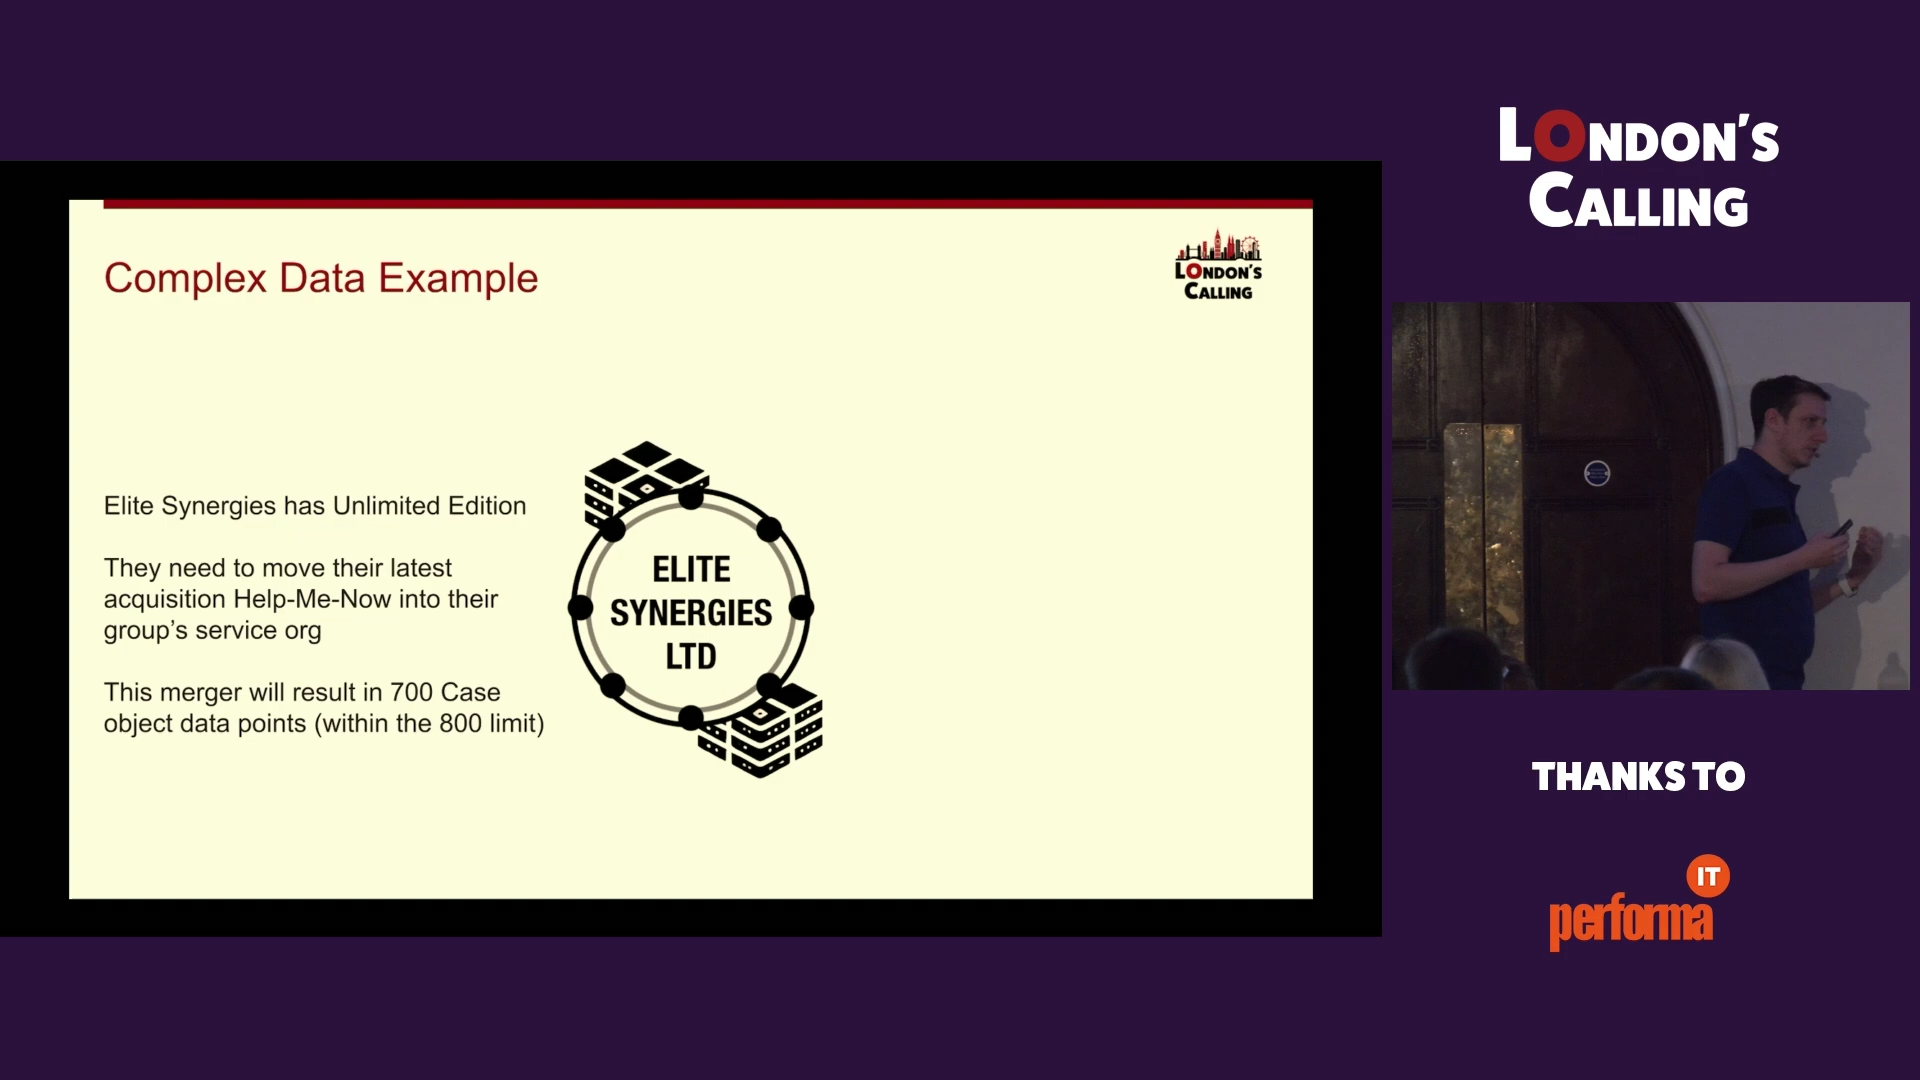 LONDON'S
CALLING
Complex Data Example
LONDON'S
CALLING
Elite Synergies has Unlimited Edition
They need to move their latest
acquisition Help-Me-Now into their
group's service org
This merger will result in 700 Case
object data points (within the 800 limit)
ELITE
SYNERGIES
LTD
THANKS TO
IT
performa